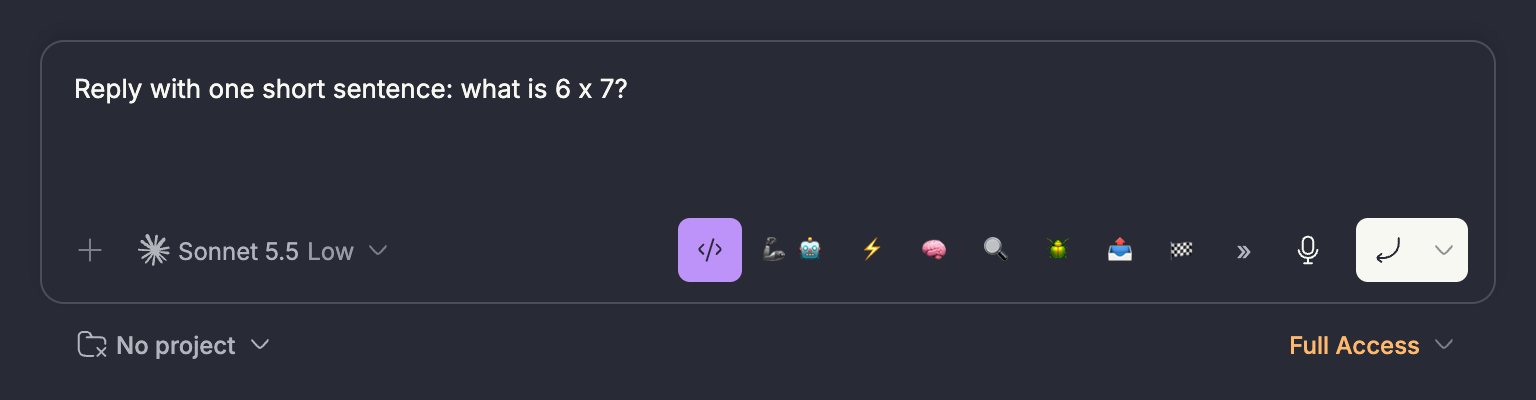 Reply with one short sentence: what is 6 x 7?
Sonnet 5.5 Low
No project
Full Access